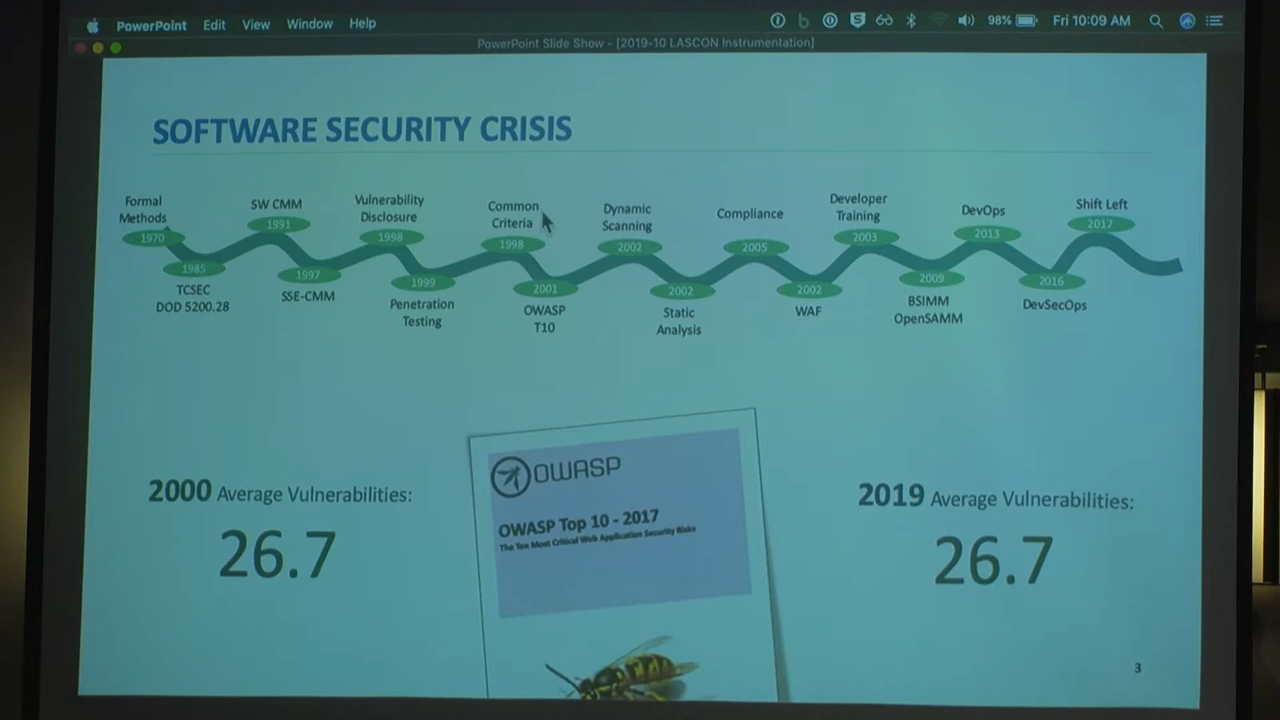 PowerPoint Edit View Window Help
98% Fri 10:09 AM
PowerPoint Slide Show - [2019-10 LASCON Instrumentation]
SOFTWARE SECURITY CRISIS
Formal
Methods
1970
1985
TCSEC
DOD 5200.28
SW CMM
1991
1997
SSE-CMM
Vulnerability
Disclosure
1998
1999
Penetration
Testing
Common
Criteria
1998
2001
OWASP
T10
Dynamic
Scanning
2002
2002
Static
Analysis
Compliance
2005
2002
WAF
Developer
Training
2003
2009
BSIMM
OpenSAMM
DevOps
2013
2016
DevSecOps
Shift Left
2017
2000 Average Vulnerabilities:
26.7
OWASP
OWASP Top 10 - 2017
The Ten Most Critical Web Application Security Risks
2019 Average Vulnerabilities:
26.7
3